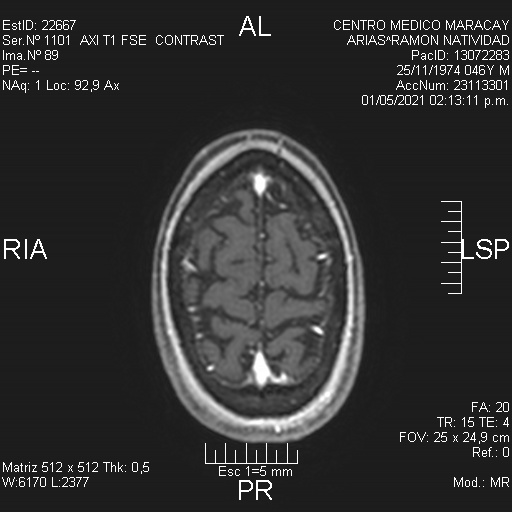 EstID: 22667
Ser.Nº 1101 AXI T1 FSE CONTRAST
Ima.Nº 89
PE= --
NAq: 1 Loc: 92,9 Ax
AL
CENTRO MEDICO MARACAY
ARIAS^RAMON NATIVIDAD
PacID: 13072283
25/11/1974 046Y M
AccNum: 23113301
01/05/2021 02:13:11 p.m.
RIA
LSP
FA: 20
TR: 15 TE: 4
FOV: 25 x 24,9 cm
Ref.: 0
Matriz 512 x 512 Thk: 0,5
W:6170 L:2377
Esc 1=5 mm
PR
Mod.: MR